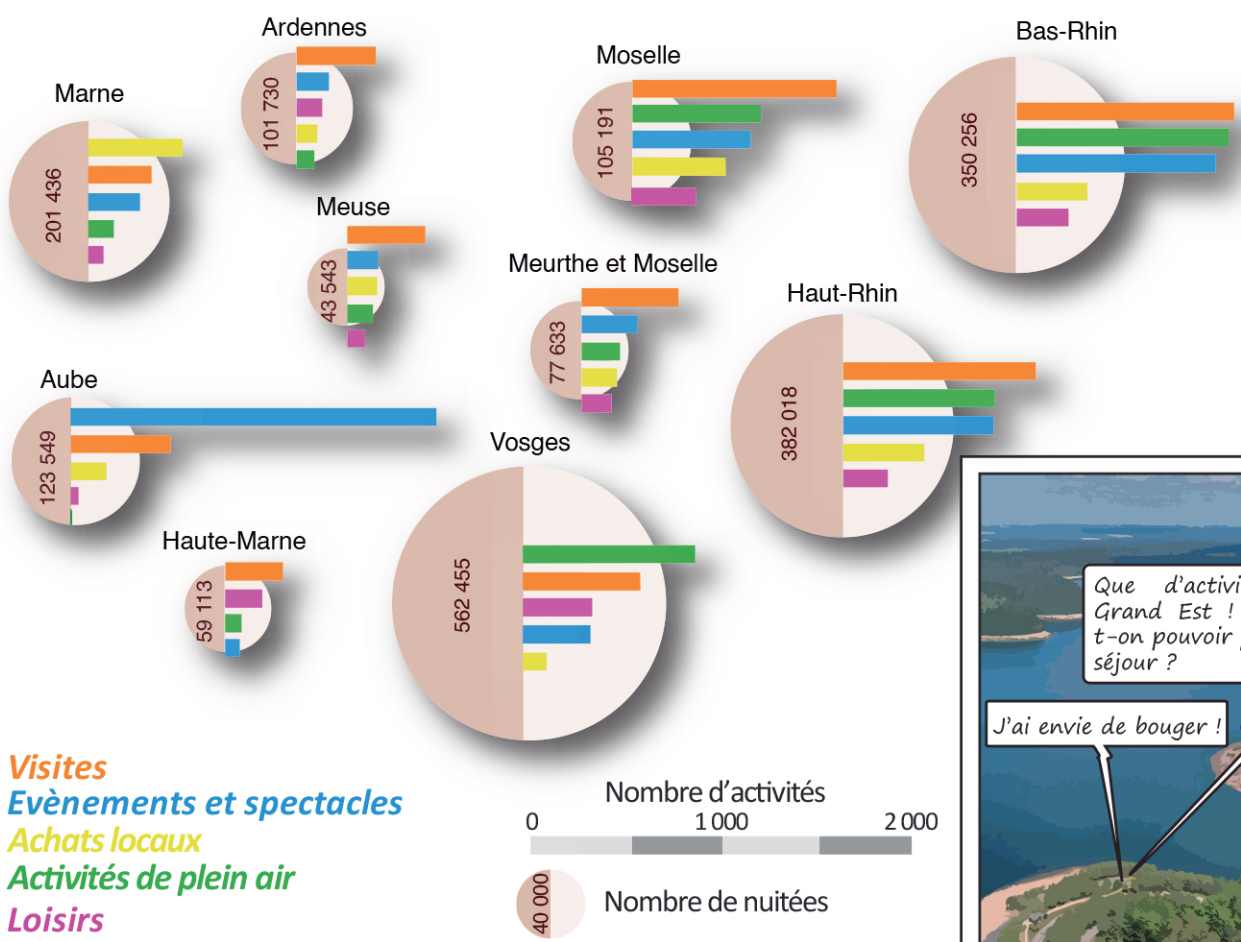 Ardennes
101 730
Marne
201 436
Moselle
105 191
Bas-Rhin
350 256
Meuse
43 543
Meurthe et Moselle
77 633
Haut-Rhin
382 018
Aube
123 549
Vosges
562 455
Haute-Marne
59 113
Que d'activi
Grand Est !
t-on pouvoir
séjour ?
J'ai envie de bouger !
Visites
Evènements et spectacles
Achats locaux
Activités de plein air
Loisirs
Nombre d'activités
0 1 000 2 000
40 000
Nombre de nuitées